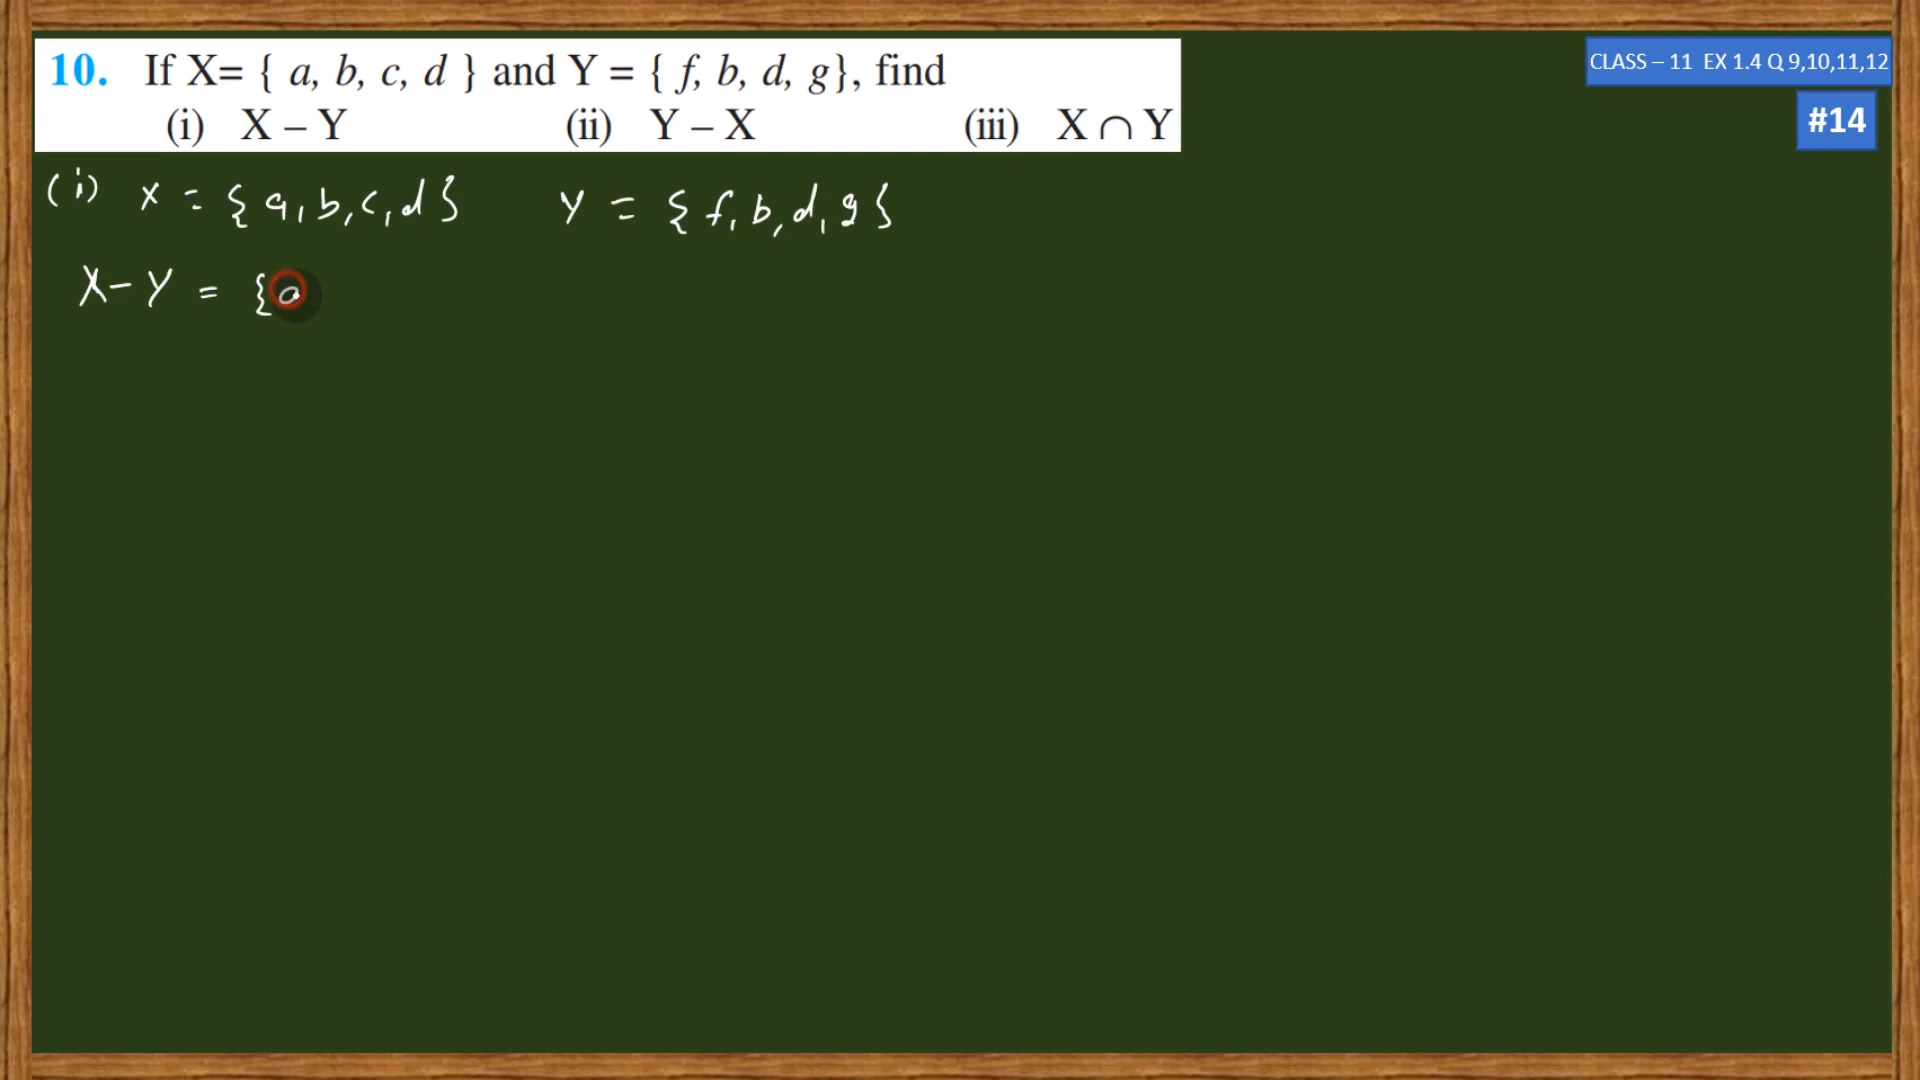 10. If X= { a, b, c, d } and Y = { f, b, d, g}, find
(i) X – Y (ii) Y – X (iii) X ∩ Y
CLASS – 11 EX 1.4 Q 9,10,11,12
#14
(i) X = {a,b,c,d} Y = {f,b,d,g}
X-Y = {a